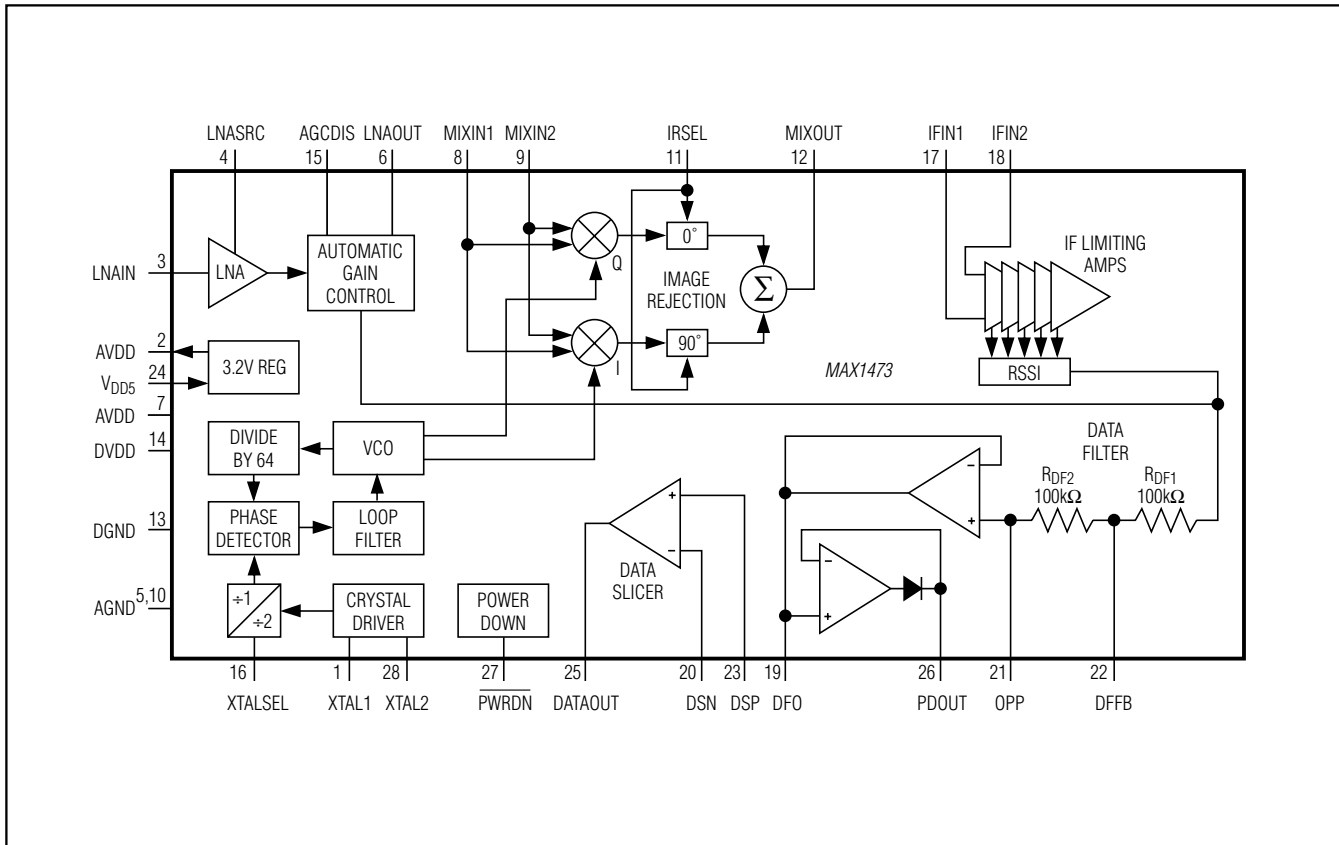 LNASRC AGCDIS LNAOUT MIXIN1 MIXIN2 IRSEL MIXOUT IFIN1 IFIN2
4 15 6 8 9 11 12 17 18
LNAIN 3
LNA
AUTOMATIC
GAIN
CONTROL
Q
0˚
IMAGE
REJECTION
Σ
IF LIMITING
AMPS
I
90˚
MAX1473
RSSI
AVDD 2
3.2V REG
VDD5 24
AVDD 7
DVDD 14
DIVIDE
BY 64
VCO
DATA
FILTER
RDF2
100kΩ
RDF1
100kΩ
DGND 13
PHASE
DETECTOR
LOOP
FILTER
+
−
DATA
SLICER
−
+
−
+
AGND 5,10
÷1
÷2
CRYSTAL
DRIVER
POWER
DOWN
16 1 28 27 25 20 23 19 26 21 22
XTALSEL XTAL1 XTAL2 PWRDN DATAOUT DSN DSP DFO PDOUT OPP DFFB